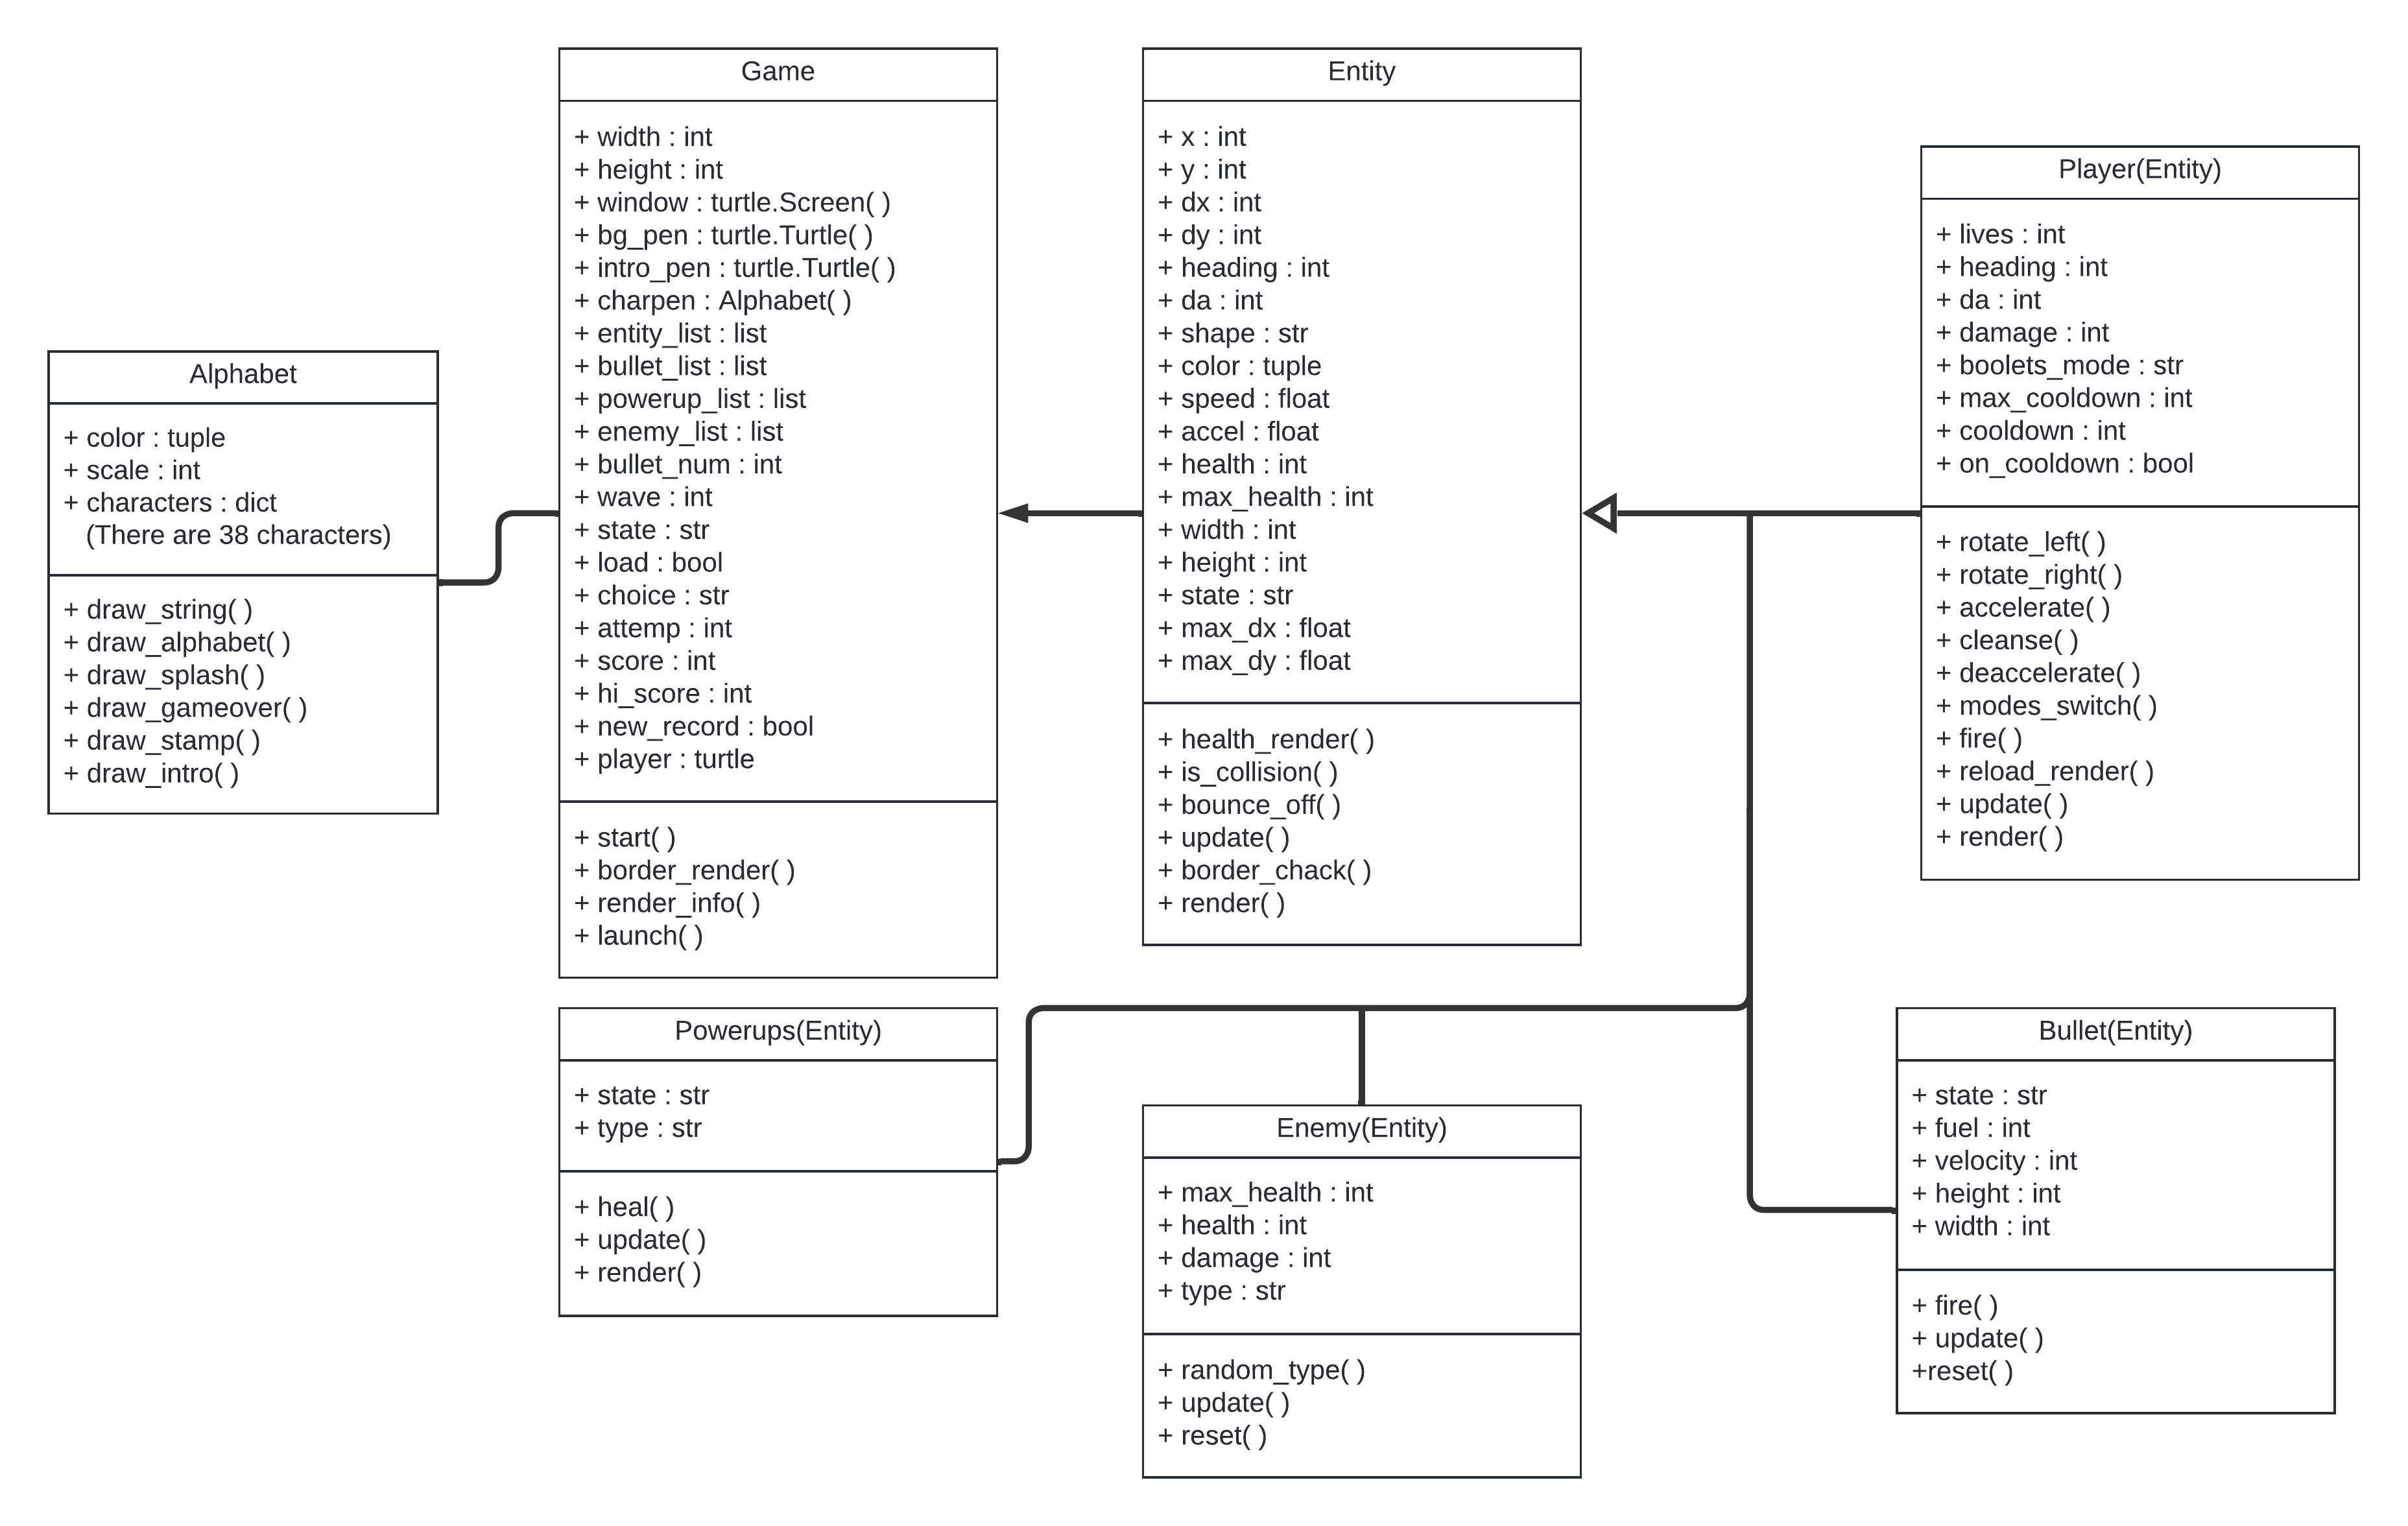 Game
+ width : int
+ height : int
+ window : turtle.Screen( )
+ bg_pen : turtle.Turtle( )
+ intro_pen : turtle.Turtle( )
+ charpen : Alphabet( )
+ entity_list : list
+ bullet_list : list
+ powerup_list : list
+ enemy_list : list
+ bullet_num : int
+ wave : int
+ state : str
+ load : bool
+ choice : str
+ attemp : int
+ score : int
+ hi_score : int
+ new_record : bool
+ player : turtle
+ start( )
+ border_render( )
+ render_info( )
+ launch( )
Entity
+ x : int
+ y : int
+ dx : int
+ dy : int
+ heading : int
+ da : int
+ shape : str
+ color : tuple
+ speed : float
+ accel : float
+ health : int
+ max_health : int
+ width : int
+ height : int
+ state : str
+ max_dx : float
+ max_dy : float
+ health_render( )
+ is_collision( )
+ bounce_off( )
+ update( )
+ border_chack( )
+ render( )
Player(Entity)
+ lives : int
+ heading : int
+ da : int
+ damage : int
+ boolets_mode : str
+ max_cooldown : int
+ cooldown : int
+ on_cooldown : bool
+ rotate_left( )
+ rotate_right( )
+ accelerate( )
+ cleanse( )
+ deaccelerate( )
+ modes_switch( )
+ fire( )
+ reload_render( )
+ update( )
+ render( )
Alphabet
+ color : tuple
+ scale : int
+ characters : dict
(There are 38 characters)
+ draw_string( )
+ draw_alphabet( )
+ draw_splash( )
+ draw_gameover( )
+ draw_stamp( )
+ draw_intro( )
Powerups(Entity)
+ state : str
+ type : str
+ heal( )
+ update( )
+ render( )
Enemy(Entity)
+ max_health : int
+ health : int
+ damage : int
+ type : str
+ random_type( )
+ update( )
+ reset( )
Bullet(Entity)
+ state : str
+ fuel : int
+ velocity : int
+ height : int
+ width : int
+ fire( )
+ update( )
+reset( )